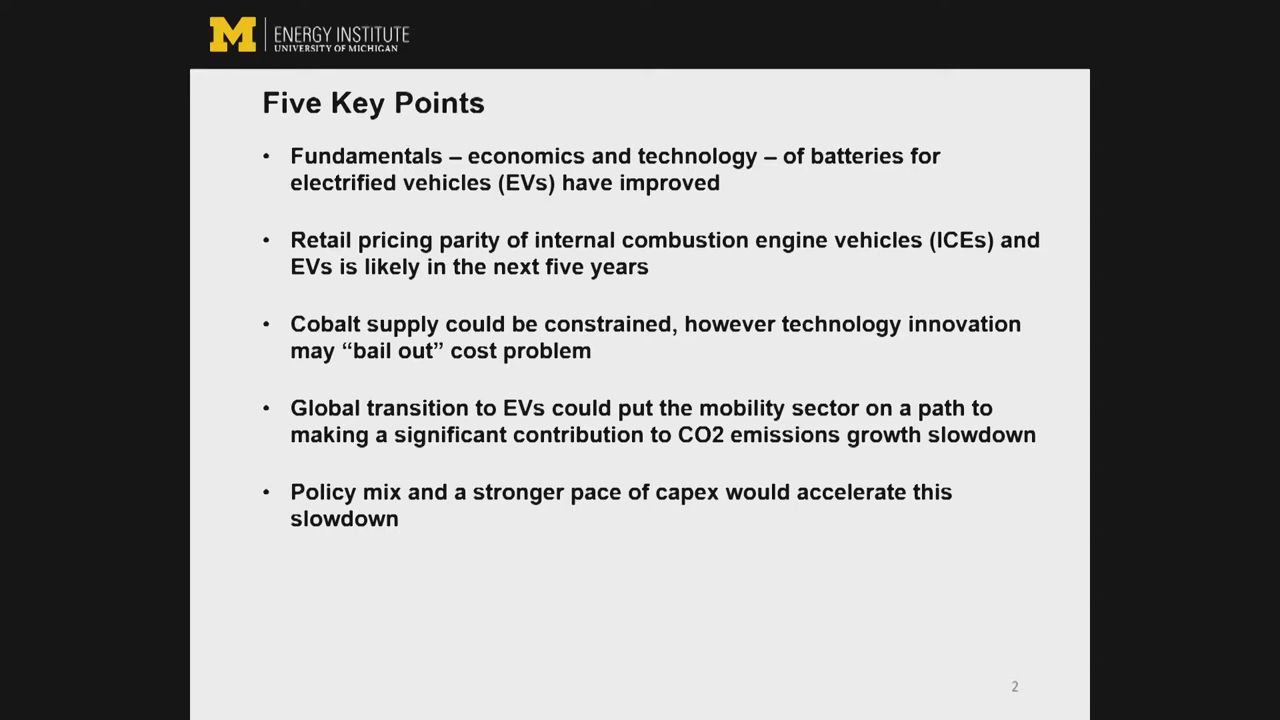 M ENERGY INSTITUTE
UNIVERSITY OF MICHIGAN
Five Key Points
• Fundamentals – economics and technology – of batteries for
electrified vehicles (EVs) have improved
• Retail pricing parity of internal combustion engine vehicles (ICEs) and
EVs is likely in the next five years
• Cobalt supply could be constrained, however technology innovation
may “bail out” cost problem
• Global transition to EVs could put the mobility sector on a path to
making a significant contribution to CO2 emissions growth slowdown
• Policy mix and a stronger pace of capex would accelerate this
slowdown
2